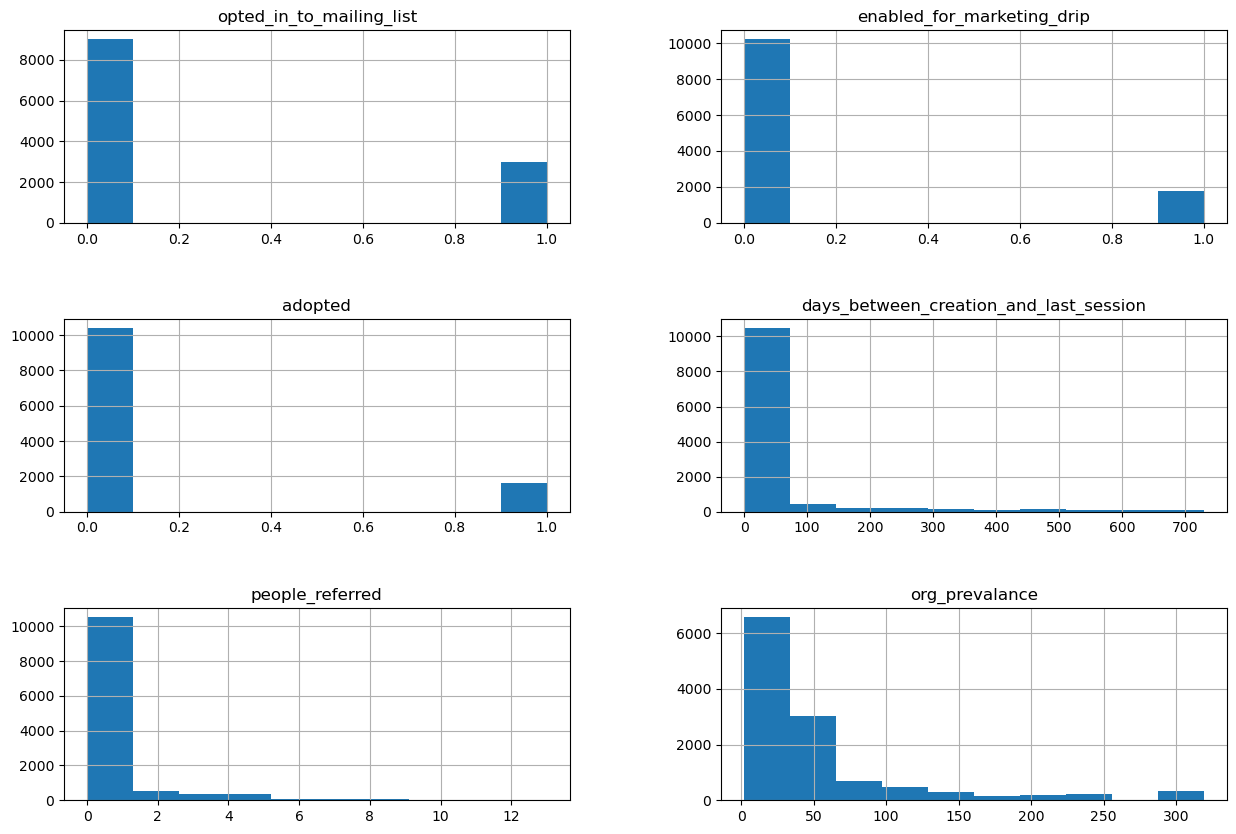 opted_in_to_mailing_list
8000
6000
4000
2000
0
0.0 0.2 0.4 0.6 0.8 1.0
enabled_for_marketing_drip
10000
8000
6000
4000
2000
0
0.0 0.2 0.4 0.6 0.8 1.0
adopted
10000
8000
6000
4000
2000
0
0.0 0.2 0.4 0.6 0.8 1.0
days_between_creation_and_last_session
10000
8000
6000
4000
2000
0
0 100 200 300 400 500 600 700
people_referred
10000
8000
6000
4000
2000
0
0 2 4 6 8 10 12
org_prevalance
6000
4000
2000
0
0 50 100 150 200 250 300